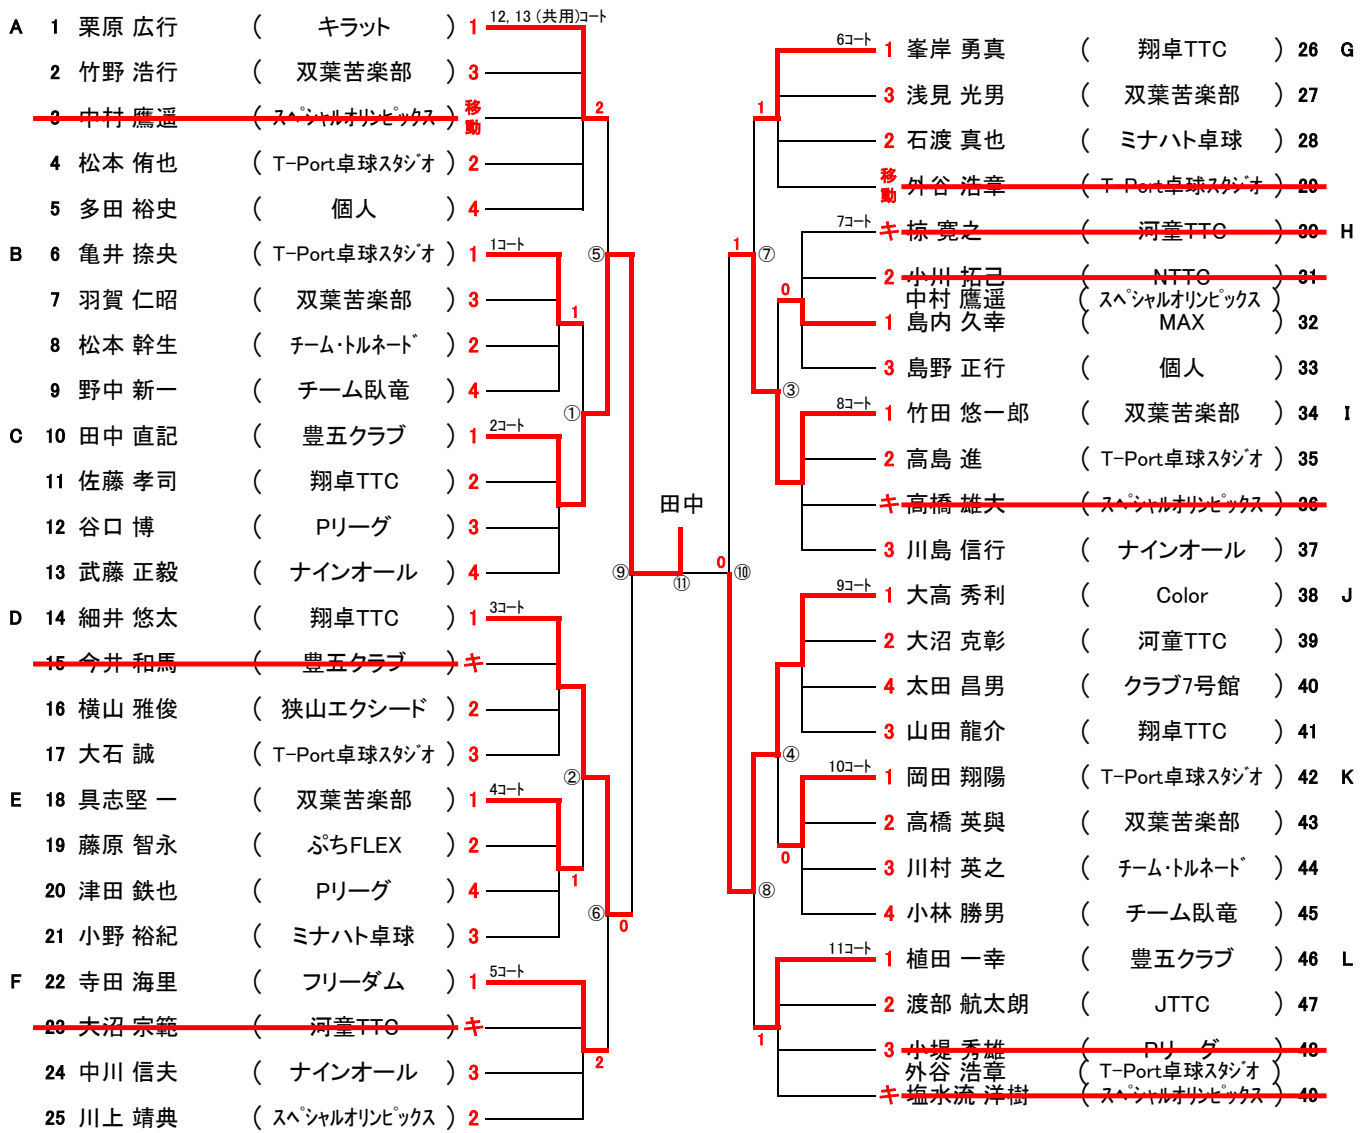 A 1 栗原 広行 ( キラット ) 1 12, 13 (共用)コート
2 竹野 浩行 ( 双葉苦楽部 ) 3
3 中村 鷹遥 ( スペシャルオリンピックス ) 移動
4 松本 侑也 ( T-Port卓球スタジオ ) 2
5 多田 裕史 ( 個人 ) 4
B 6 亀井 捺央 ( T-Port卓球スタジオ ) 1 1コート
7 羽賀 仁昭 ( 双葉苦楽部 ) 3
8 松本 幹生 ( チーム・トルネード ) 2
9 野中 新一 ( チーム臥竜 ) 4
C 10 田中 直記 ( 豊五クラブ ) 1 2コート
11 佐藤 孝司 ( 翔卓TTC ) 2
12 谷口 博 ( Pリーグ ) 3
13 武藤 正毅 ( ナインオール ) 4
D 14 細井 悠太 ( 翔卓TTC ) 1 3コート
15 今井 和馬 ( 豊五クラブ ) キ
16 横山 雅俊 ( 狭山エクシード ) 2
17 大石 誠 ( T-Port卓球スタジオ ) 3
E 18 具志堅 一 ( 双葉苦楽部 ) 1 4コート
19 藤原 智永 ( ぷちFLEX ) 2
20 津田 鉄也 ( Pリーグ ) 4
21 小野 裕紀 ( ミナハト卓球 ) 3
F 22 寺田 海里 ( フリーダム ) 1 5コート
23 大沼 宗範 ( 河童TTC ) キ
24 中川 信夫 ( ナインオール ) 3
25 川上 靖典 ( スペシャルオリンピックス ) 2
2
⑤
1
①
②
1
⑥
0
2
⑨
田中
⑪
0
⑩
1
1
⑦
0
③
④
0
⑧
1
6コート 1 峯岸 勇真 ( 翔卓TTC ) 26 G
3 浅見 光男 ( 双葉苦楽部 ) 27
2 石渡 真也 ( ミナハト卓球 ) 28
移動 外谷 浩章 ( T-Port卓球スタジオ ) 29
7コート キ 椋 寛之 ( 河童TTC ) 30 H
2 小川 拓己 ( NTTC ) 31
中村 鷹遥 ( スペシャルオリンピックス )
1 島内 久幸 ( MAX ) 32
3 島野 正行 ( 個人 ) 33
8コート 1 竹田 悠一郎 ( 双葉苦楽部 ) 34 I
2 高島 進 ( T-Port卓球スタジオ ) 35
キ 高橋 雄大 ( スペシャルオリンピックス ) 36
3 川島 信行 ( ナインオール ) 37
9コート 1 大高 秀利 ( Color ) 38 J
2 大沼 克彰 ( 河童TTC ) 39
4 太田 昌男 ( クラブ7号館 ) 40
3 山田 龍介 ( 翔卓TTC ) 41
10コート 1 岡田 翔陽 ( T-Port卓球スタジオ ) 42 K
2 高橋 英與 ( 双葉苦楽部 ) 43
3 川村 英之 ( チーム・トルネード ) 44
4 小林 勝男 ( チーム臥竜 ) 45
11コート 1 植田 一幸 ( 豊五クラブ ) 46 L
2 渡部 航太朗 ( JTTC ) 47
3 小堤 秀雄 ( Pリーグ ) 48
外谷 浩章 ( T-Port卓球スタジオ )
キ 塩水流 洋樹 ( スペシャルオリンピックス ) 49